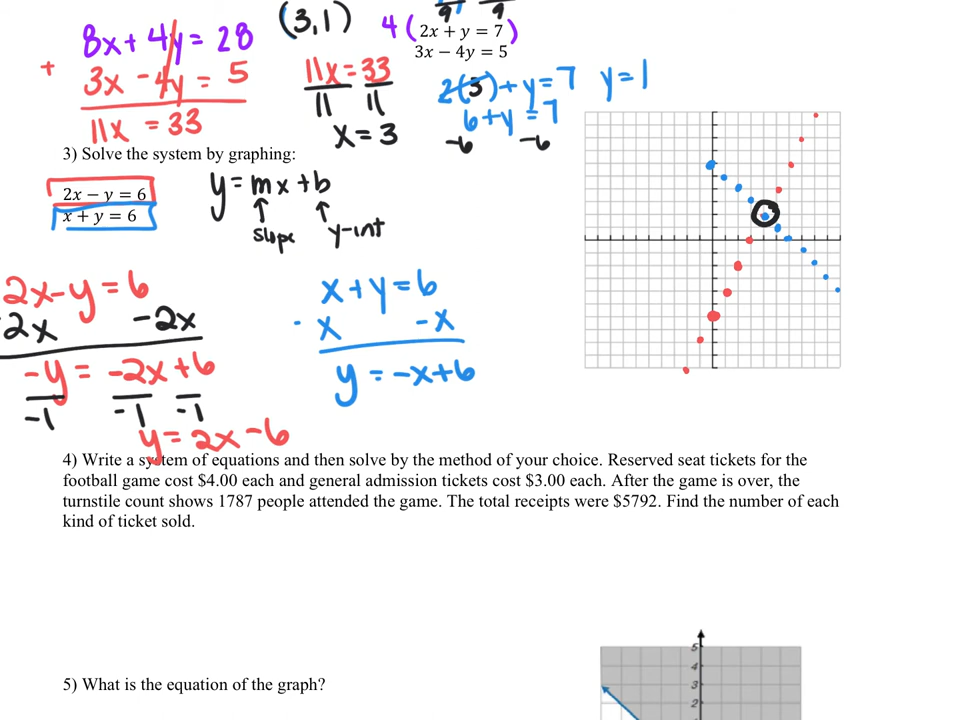 9 9
8x + 4y = 28
(3,1)
4( 2x + y = 7 )
3x − 4y = 5
+ 3x - 4y = 5
11x = 33
11x = 33
11 11
x = 3
2(3) + y = 7 y = 1
6 + y = 7
-6 -6
3) Solve the system by graphing:
2x − y = 6
x + y = 6
y = mx + b
slope y-int
2x - y = 6
2x -2x
-y = -2x + 6
-1 -1 -1
y = 2x - 6
x + y = 6
- x - x
y = -x + 6
4) Write a system of equations and then solve by the method of your choice. Reserved seat tickets for the
football game cost $4.00 each and general admission tickets cost $3.00 each. After the game is over, the
turnstile count shows 1787 people attended the game. The total receipts were $5792. Find the number of each
kind of ticket sold.
5) What is the equation of the graph?
5
4
3
2